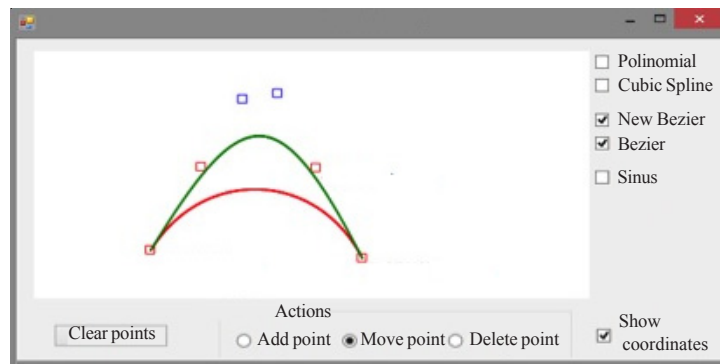 Polinomial
Cubic Spline
New Bezier
Bezier
Sinus
Actions
Clear points
Add point
Move point
Delete point
Show
coordinates